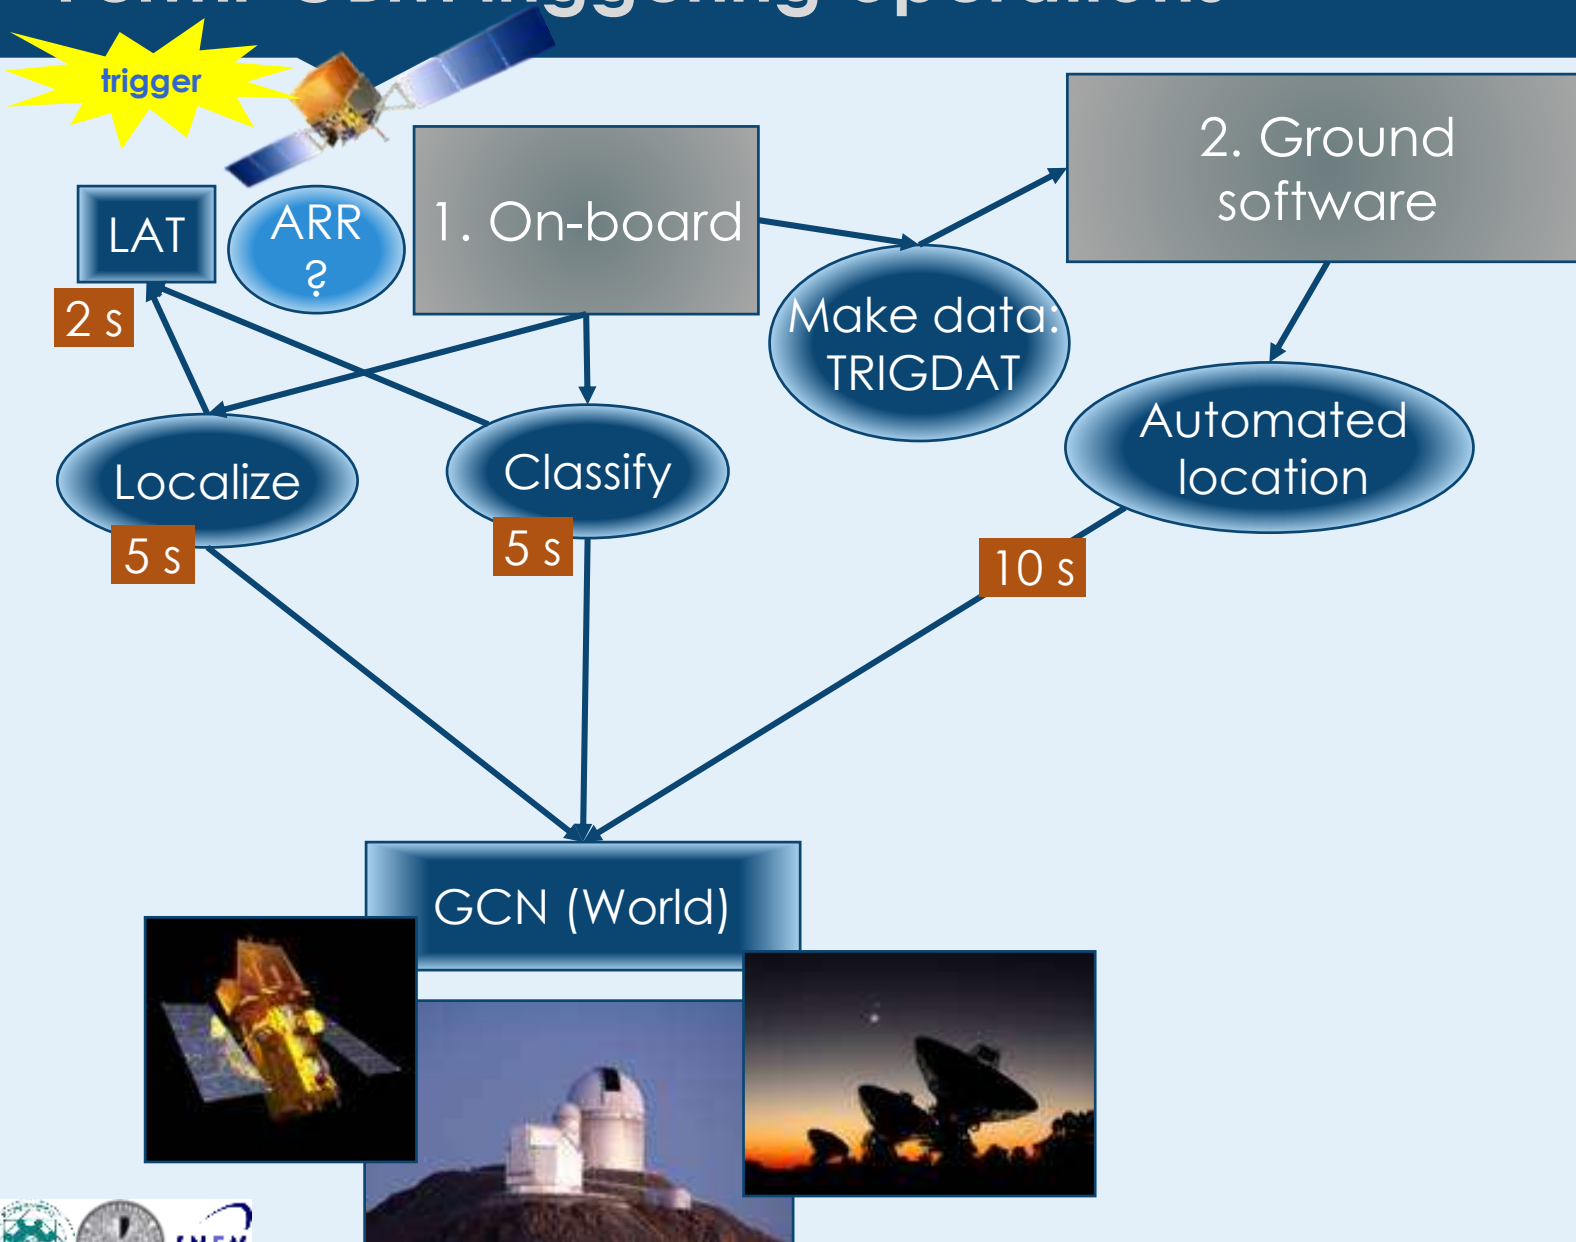 trigger
LAT
ARR
?
1. On-board
2. Ground
software
2 s
Make data:
TRIGDAT
Localize
Classify
Automated
location
5 s
5 s
10 s
GCN (World)